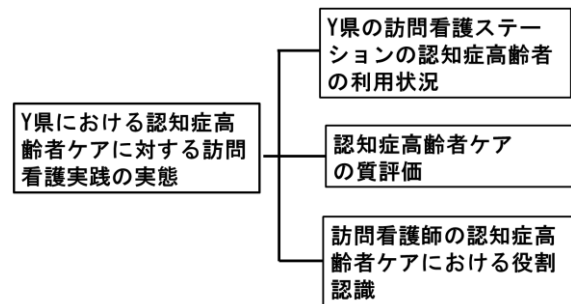 Y県における認知症高
齢者ケアに対する訪問
看護実践の実態
Y県の訪問看護ステー
ションの認知症高齢者
の利用状況
認知症高齢者ケア
の質評価
訪問看護師の認知症高
齢者ケアにおける役割
認識